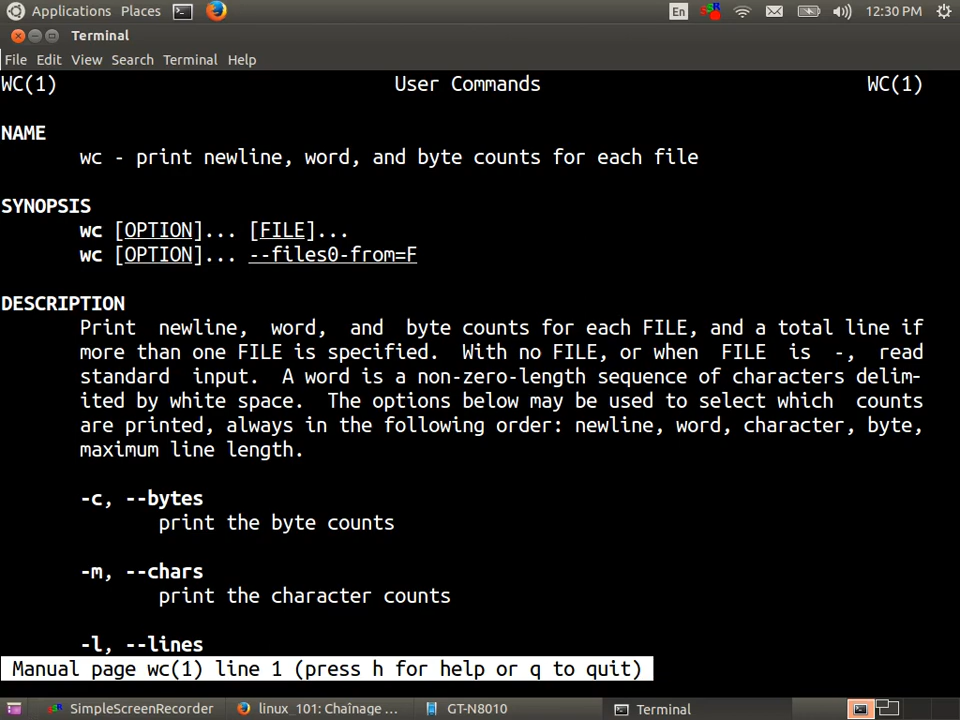 Applications Places En 12:30 PM
Terminal
File Edit View Search Terminal Help
WC(1) User Commands WC(1)
NAME
wc - print newline, word, and byte counts for each file
SYNOPSIS
wc [OPTION]... [FILE]...
wc [OPTION]... --files0-from=F
DESCRIPTION
Print newline, word, and byte counts for each FILE, and a total line if
more than one FILE is specified. With no FILE, or when FILE is -, read
standard input. A word is a non-zero-length sequence of characters delim-
ited by white space. The options below may be used to select which counts
are printed, always in the following order: newline, word, character, byte,
maximum line length.
-c, --bytes
print the byte counts
-m, --chars
print the character counts
-l, --lines
Manual page wc(1) line 1 (press h for help or q to quit)
SimpleScreenRecorder linux_101: Chaînage ... GT-N8010 Terminal